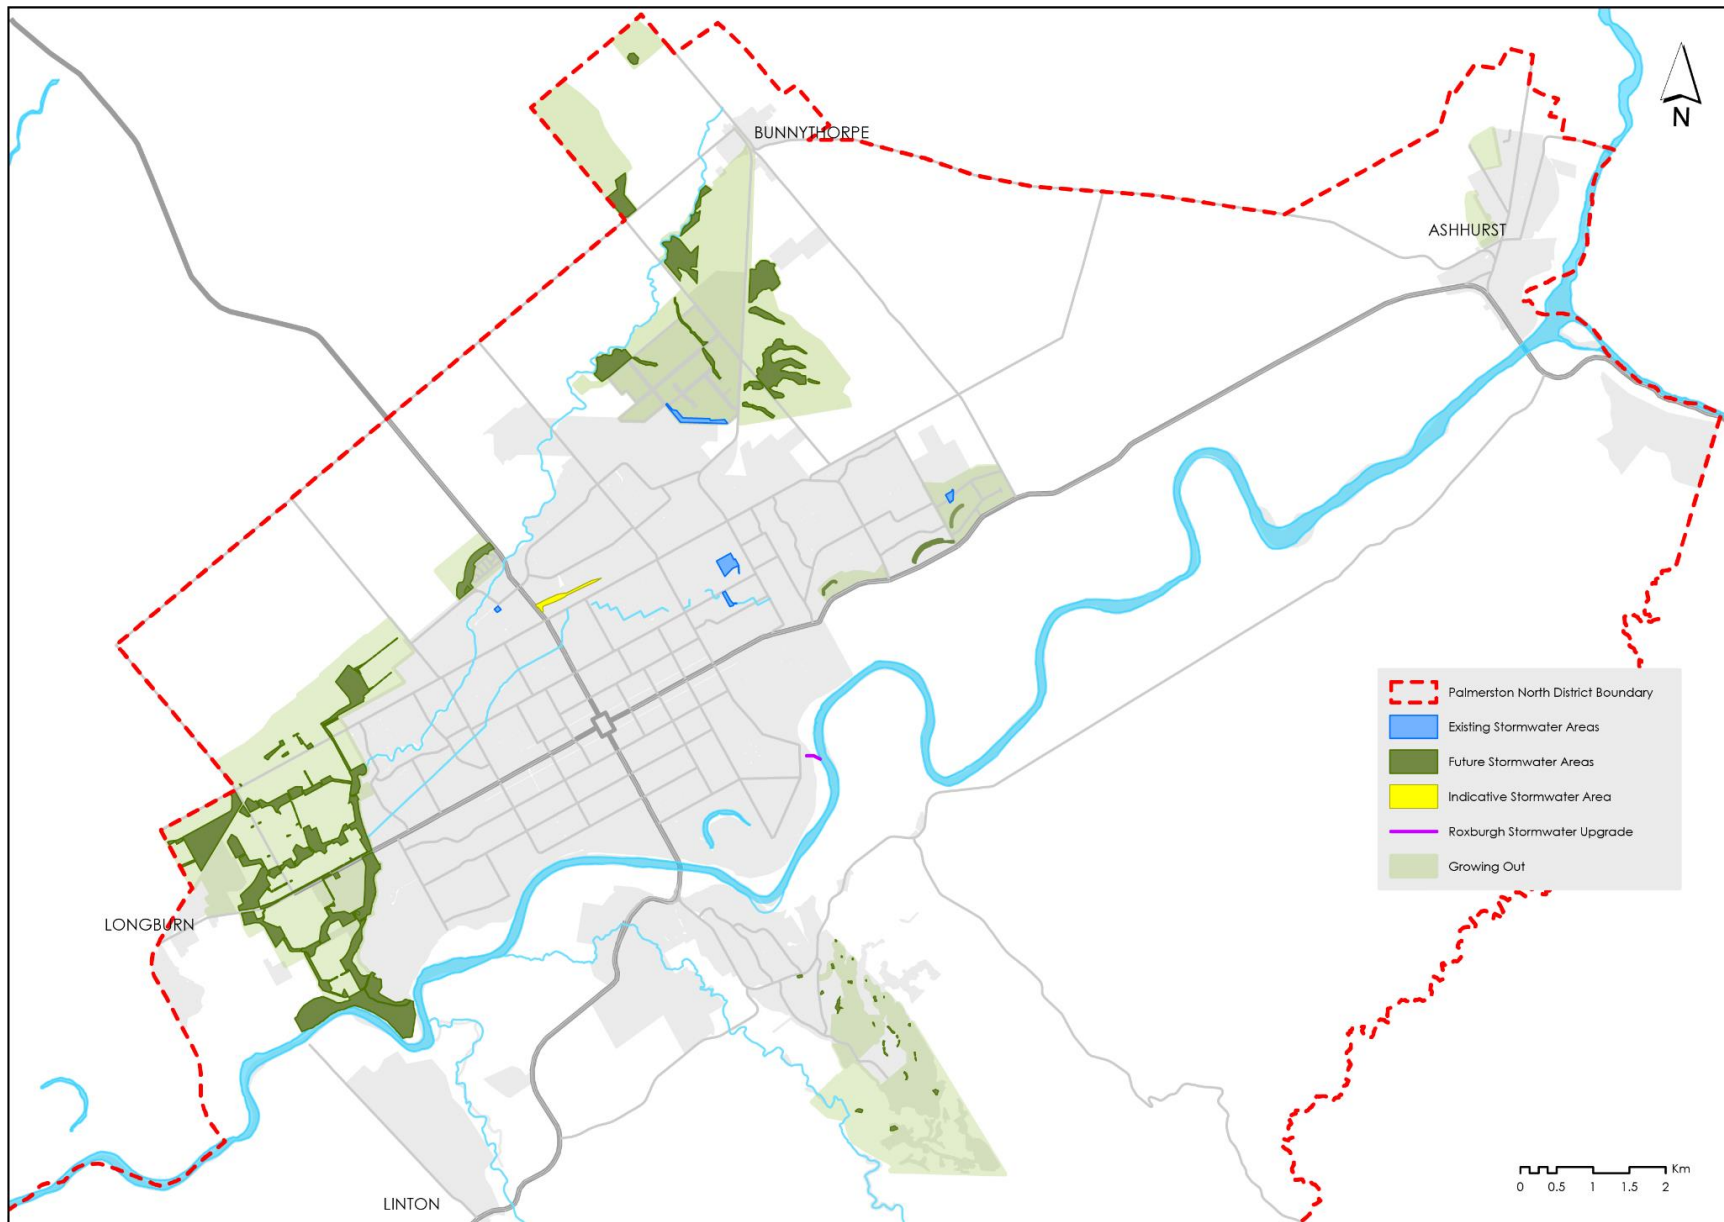 N
BUNNYTHORPE
ASHHURST
LONGBURN
LINTON
Palmerston North District Boundary
Existing Stormwater Areas
Future Stormwater Areas
Indicative Stormwater Area
Roxburgh Stormwater Upgrade
Growing Out
Km
0 0.5 1 1.5 2